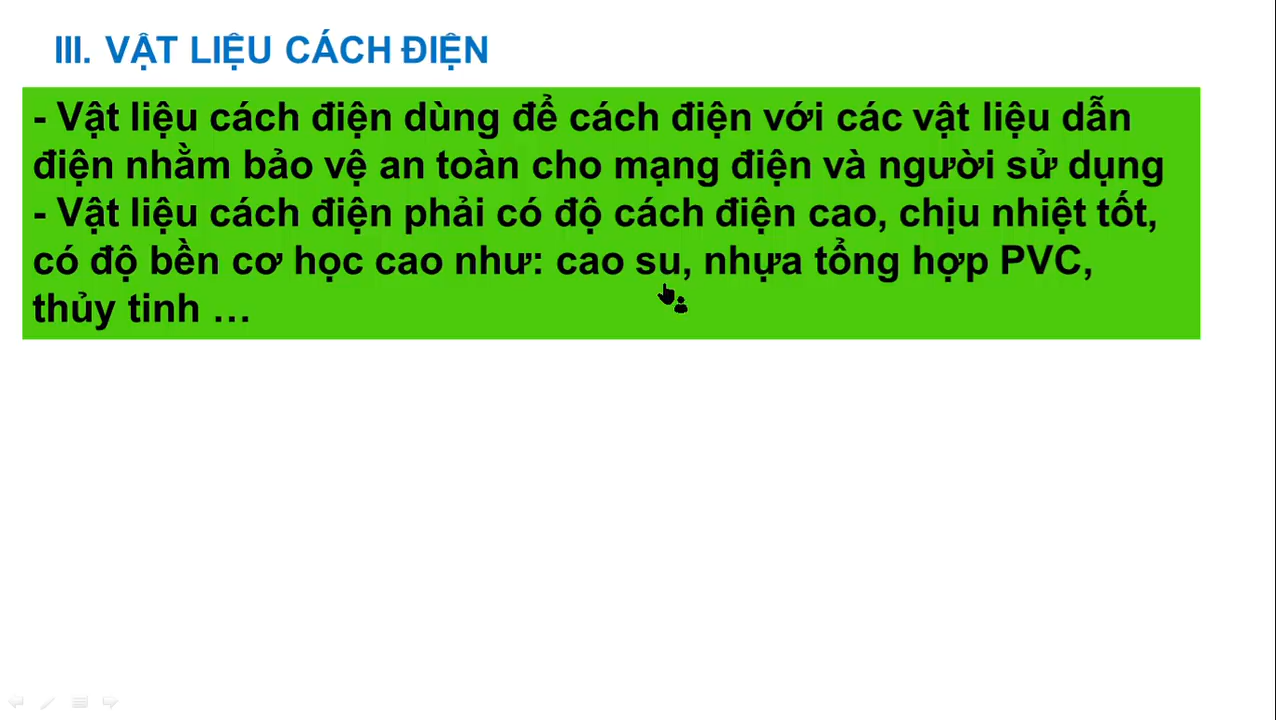 III. VẬT LIỆU CÁCH ĐIỆN
- Vật liệu cách điện dùng để cách điện với các vật liệu dẫn
điện nhằm bảo vệ an toàn cho mạng điện và người sử dụng
- Vật liệu cách điện phải có độ cách điện cao, chịu nhiệt tốt,
có độ bền cơ học cao như: cao su, nhựa tổng hợp PVC,
thủy tinh ...